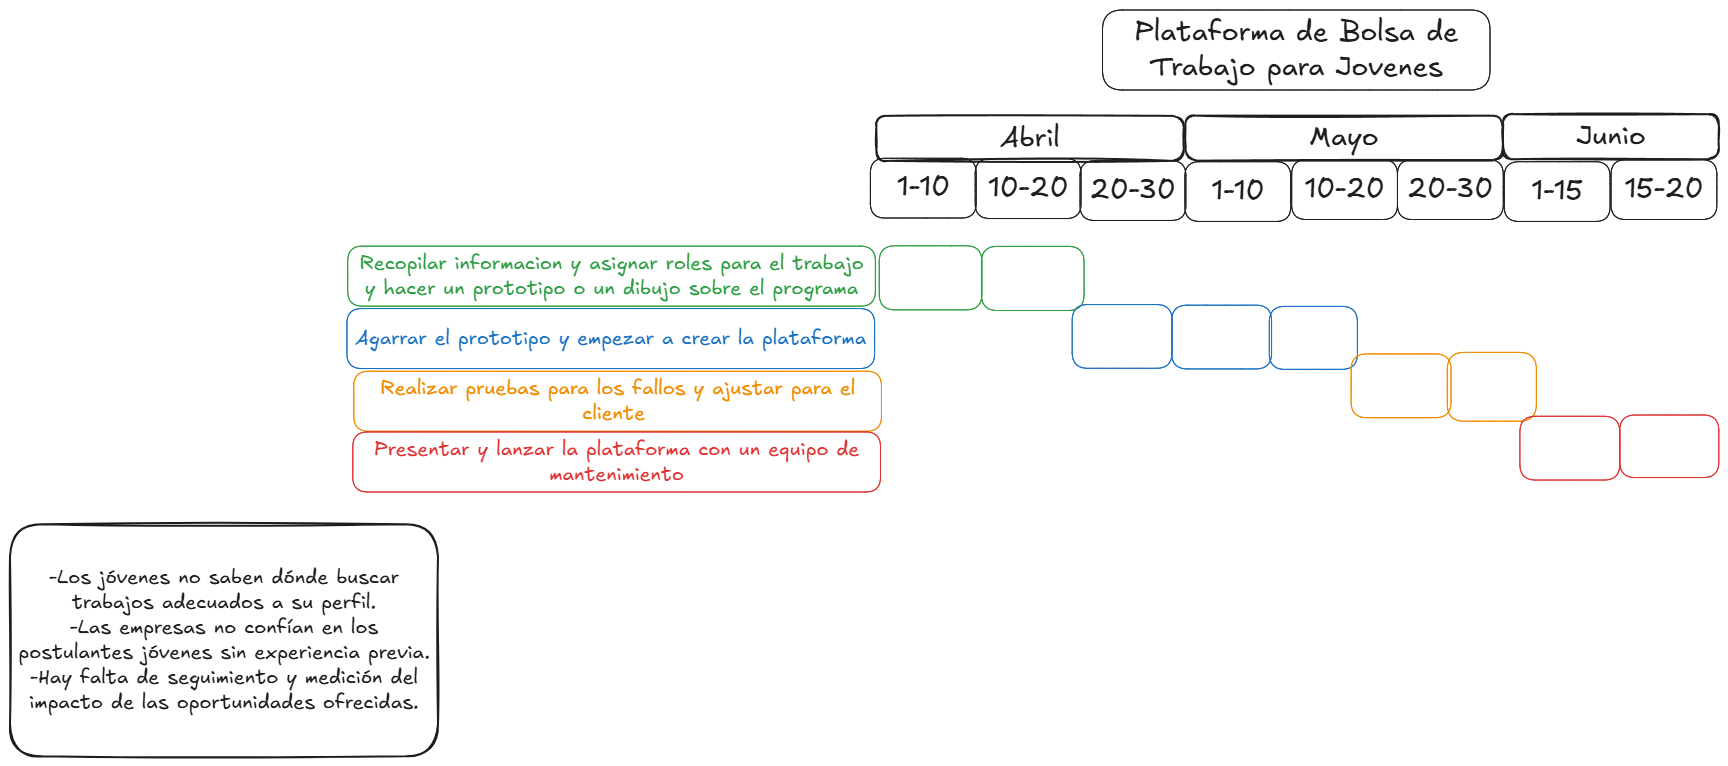 Plataforma de Bolsa de
Trabajo para Jovenes
Abril
Mayo
Junio
1-10
10-20
20-30
1-10
10-20
20-30
1-15
15-20
Recopilar informacion y asignar roles para el trabajo
y hacer un prototipo o un dibujo sobre el programa
Agarrar el prototipo y empezar a crear la plataforma
Realizar pruebas para los fallos y ajustar para el
cliente
Presentar y lanzar la plataforma con un equipo de
mantenimiento
-Los jóvenes no saben dónde buscar
trabajos adecuados a su perfil.
-Las empresas no confían en los
postulantes jóvenes sin experiencia previa.
-Hay falta de seguimiento y medición del
impacto de las oportunidades ofrecidas.